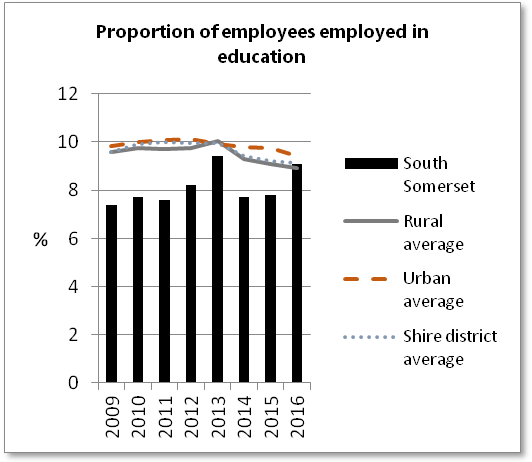 Proportion of employees employed in
education
12
10
8
6
4
2
0
%
2009
2010
2011
2012
2013
2014
2015
2016
South
Somerset
Rural
average
Urban
average
Shire district
average